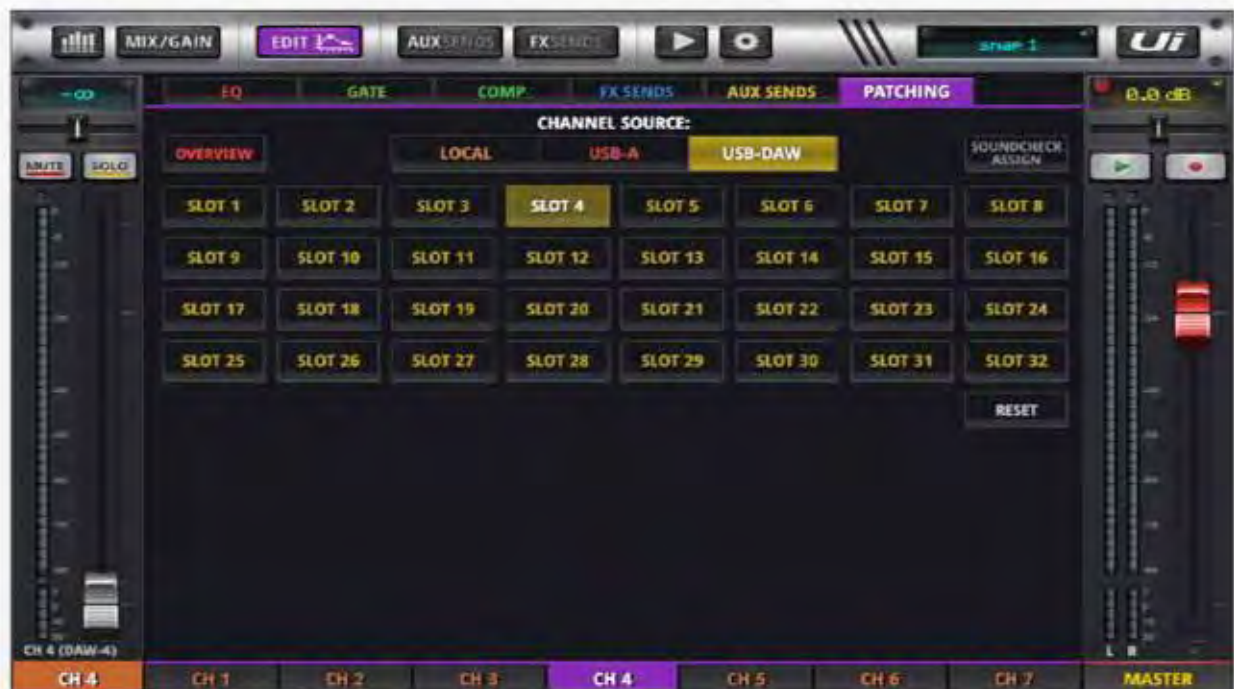 MIX/GAIN EDIT AUX SENDS FX SENDS snap 1 Ui
-∞ EQ GATE COMP FX SENDS AUX SENDS PATCHING 0.0 dB
CHANNEL SOURCE:
MUTE SOLO OVERVIEW LOCAL USB-A USB-DAW SOUNDCHECK
ASSIGN
SLOT 1 SLOT 2 SLOT 3 SLOT 4 SLOT 5 SLOT 6 SLOT 7 SLOT 8
SLOT 9 SLOT 10 SLOT 11 SLOT 12 SLOT 13 SLOT 14 SLOT 15 SLOT 16
SLOT 17 SLOT 18 SLOT 19 SLOT 20 SLOT 21 SLOT 22 SLOT 23 SLOT 24
SLOT 25 SLOT 26 SLOT 27 SLOT 28 SLOT 29 SLOT 30 SLOT 31 SLOT 32
RESET
CH 4 (DAW-4) L R
CH 4 CH 1 CH 2 CH 3 CH 4 CH 5 CH 6 CH 7 MASTER